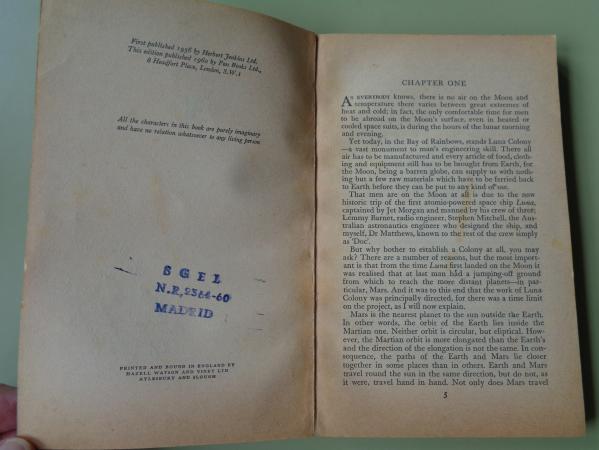 First published 1956 by Herbert Jenkins Ltd.
This edition published 1960 by Pan Books Ltd.,
8 Headfort Place, London, S.W.1
All the characters in this book are purely imaginary
and have no relation whatsoever to any living person
SGEL
N.R, 2364-60
MADRID
PRINTED AND BOUND IN ENGLAND BY
HAZELL WATSON AND VINEY LTD
AYLESBURY AND SLOUGH
CHAPTER ONE
AS EVERYBODY knows, there is no air on the Moon and
temperature there varies between great extremes of
heat and cold; in fact, the only comfortable time for men
to be abroad on the Moon's surface, even in heated or
cooled space suits, is during the hours of the lunar morning
and evening.
Yet today, in the Bay of Rainbows, stands Luna Colony
—a vast monument to man's engineering skill. There all
air has to be manufactured and every article of food, cloth-
ing and equipment still has to be brought from Earth, for
the Moon, being a barren globe, can supply us with noth-
ing but a few raw materials which have to be ferried back
to Earth before they can be put to any kind of use.
That men are on the Moon at all is due to the now
historic trip of the first atomic-powered space ship Luna,
captained by Jet Morgan and manned by his crew of three;
Lemmy Barnet, radio engineer, Stephen Mitchell, the Aus-
tralian astronautics engineer who designed the ship, and
myself, Dr Matthews, known to the rest of the crew simply
as 'Doc'.
But why bother to establish a Colony at all, you may
ask? There are a number of reasons, but the most import-
ant is that from the time Luna first landed on the Moon it
was realised that at last man had a jumping-off ground
from which to reach the more distant planets—in par-
ticular, Mars. And it was to this end that the work of Luna
Colony was principally directed, for there was a time limit
on the project, as I will now explain.
Mars is the nearest planet to the sun outside the Earth.
In other words, the orbit of the Earth lies inside the
Martian one. Neither orbit is circular, but eliptical. How-
ever, the Martian orbit is more elongated than the Earth's
and the direction of the elongation is not the same. In con-
sequence, the paths of the Earth and Mars lie closer
together in some places than in others. Earth and Mars
travel round the sun in the same direction, but do not, as
it were, travel hand in hand. Not only does Mars travel
5